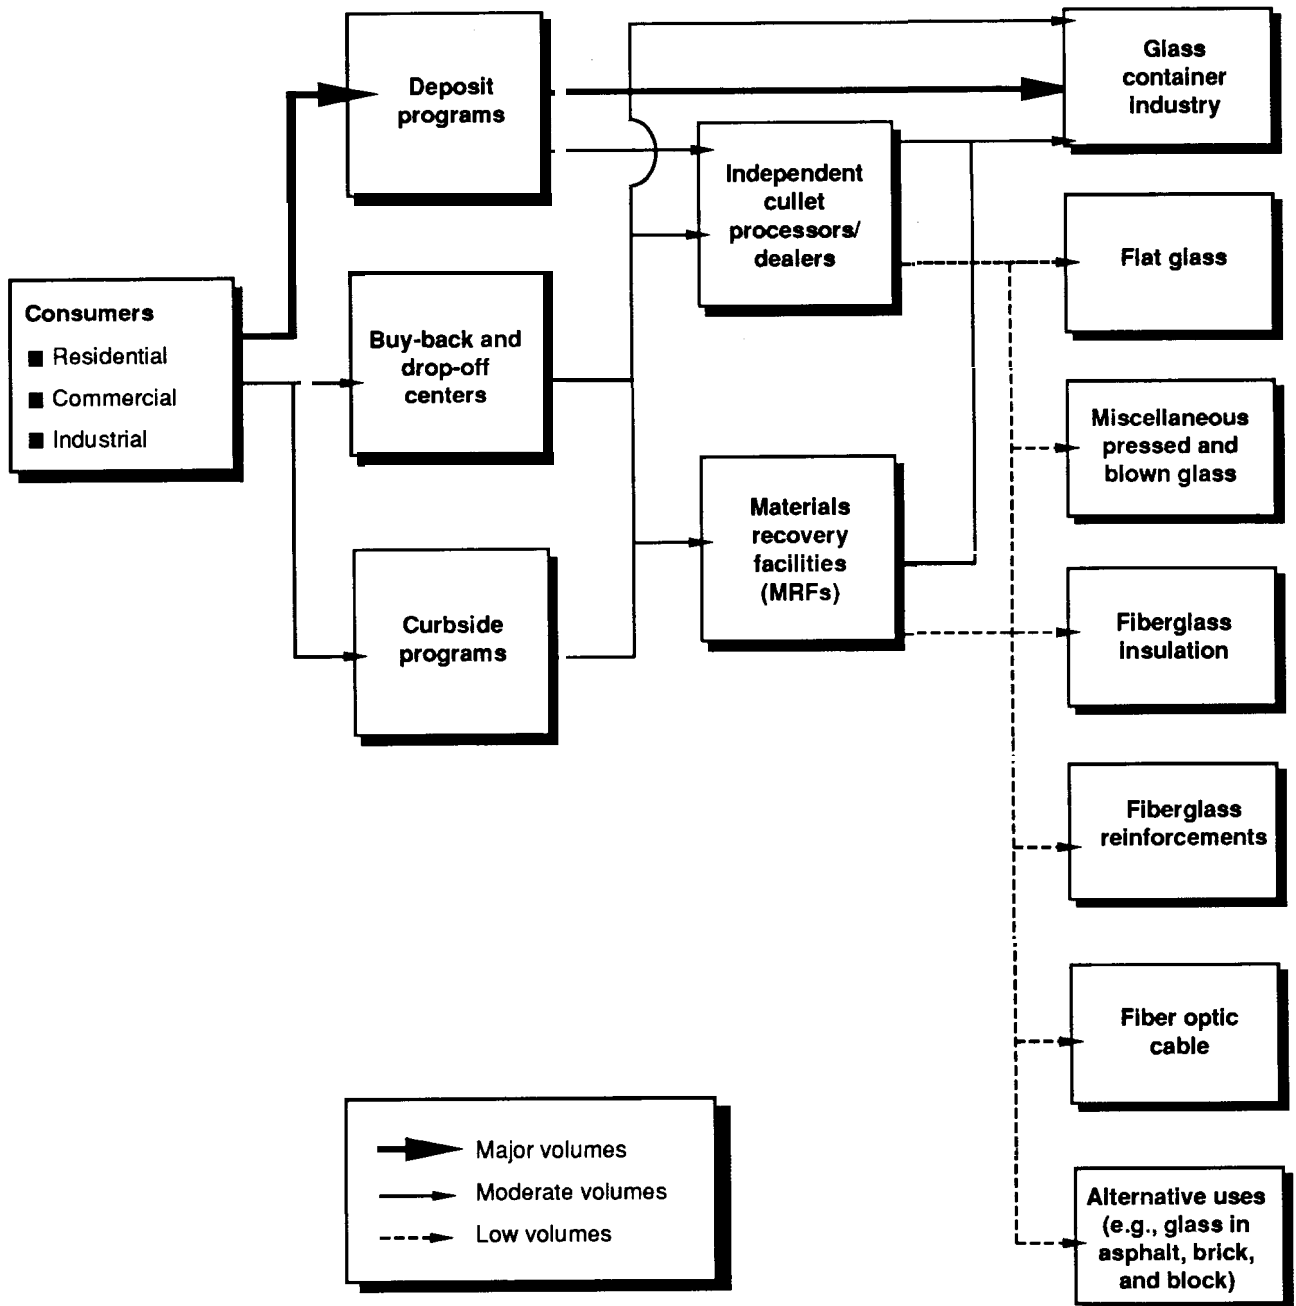 Deposit
programs
Glass
container
industry
Independent
cullet
processors/
dealers
Flat glass
Consumers
Residential
Commercial
Industrial
Buy-back and
drop-off
centers
Miscellaneous
pressed and
blown glass
Materials
recovery
facilities
(MRFs)
Curbside
programs
Fiberglass
insulation
Fiberglass
reinforcements
Fiber optic
cable
Major volumes
Moderate volumes
Low volumes
Alternative uses
(e.g., glass in
asphalt, brick,
and block)